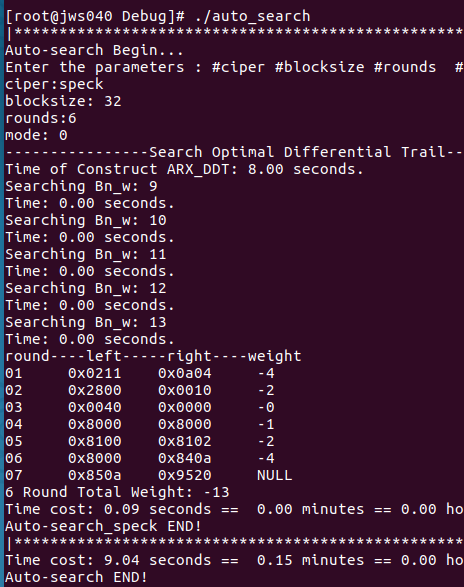 [root@jws040 Debug]# ./auto_search
|*****************************************************
Auto-search Begin...
Enter the parameters : #ciper #blocksize #rounds  #
ciper:speck
blocksize: 32
rounds:6
mode: 0
----------------Search Optimal Differential Trail--
Time of Construct ARX_DDT: 8.00 seconds.
Searching Bn_w: 9
Time: 0.00 seconds.
Searching Bn_w: 10
Time: 0.00 seconds.
Searching Bn_w: 11
Time: 0.00 seconds.
Searching Bn_w: 12
Time: 0.00 seconds.
Searching Bn_w: 13
Time: 0.00 seconds.
round----left-----right----weight
01     0x0211     0x0a04     -4
02     0x2800     0x0010     -2
03     0x0040     0x0000     -0
04     0x8000     0x8000     -1
05     0x8100     0x8102     -2
06     0x8000     0x840a     -4
07     0x850a     0x9520     NULL
6 Round Total Weight: -13
Time cost: 0.09 seconds ==  0.00 minutes == 0.00 ho
Auto-search_speck END!
|*****************************************************
Time cost: 9.04 seconds ==  0.15 minutes == 0.00 ho
Auto-search END!